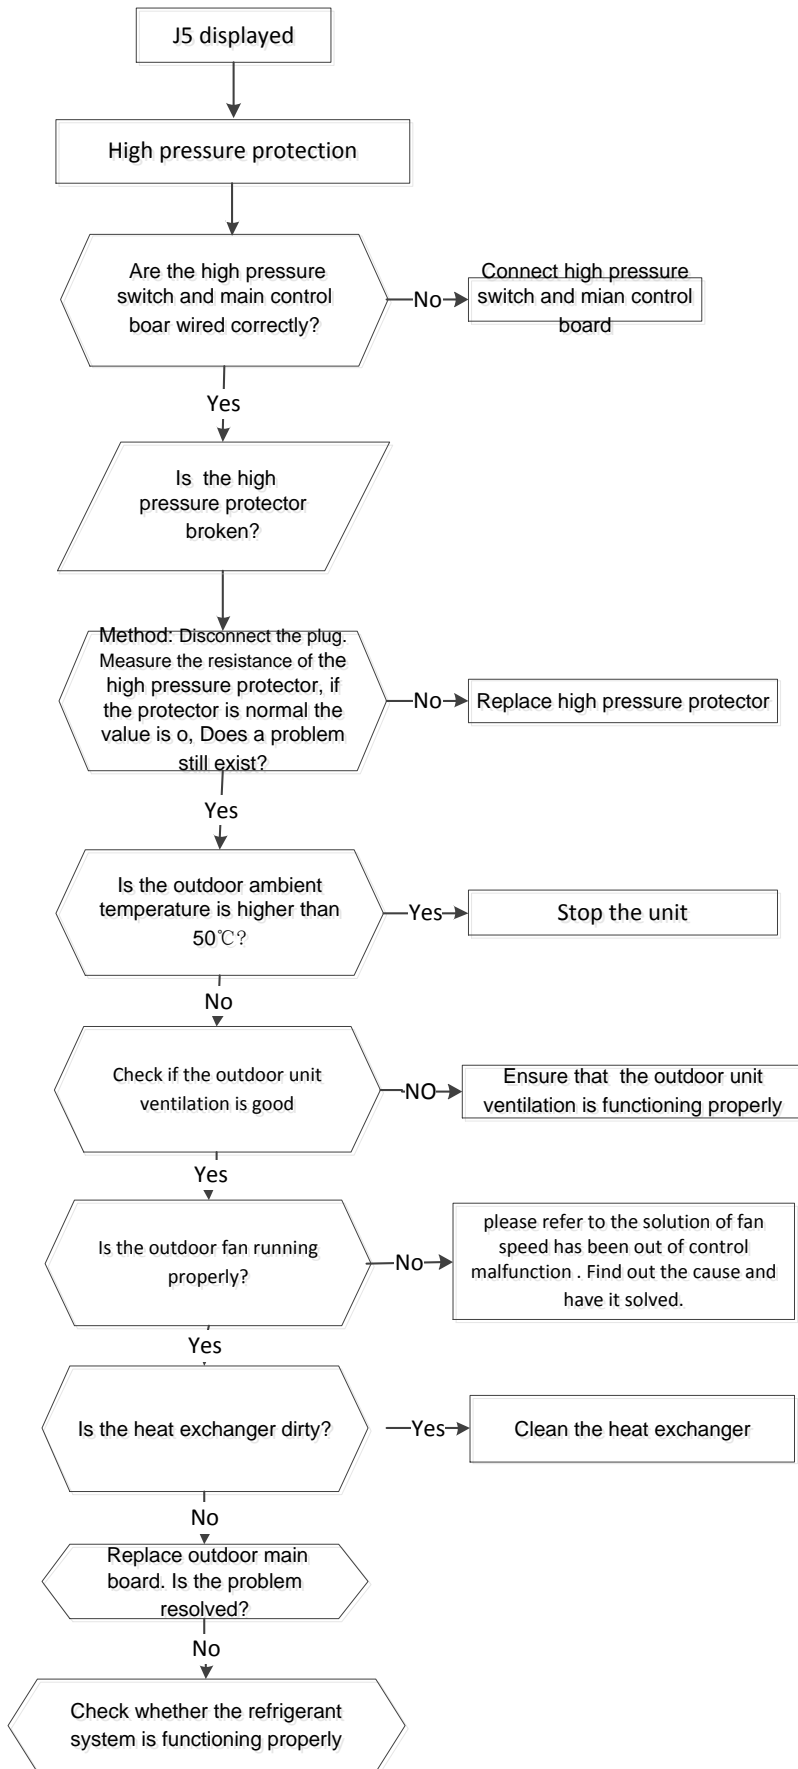 J5 displayed
High pressure protection
Are the high pressure
switch and main control
boar wired correctly?
No
Connect high pressure
switch and mian control
board
Yes
Is the high
pressure protector
broken?
Method: Disconnect the plug.
Measure the resistance of the
high pressure protector, if
the protector is normal the
value is o, Does a problem
still exist?
No
Replace high pressure protector
Yes
Is the outdoor ambient
temperature is higher than
50℃?
Yes
Stop the unit
No
Check if the outdoor unit
ventilation is good
NO
Ensure that the outdoor unit
ventilation is functioning properly
Yes
Is the outdoor fan running
properly?
No
please refer to the solution of fan
speed has been out of control
malfunction . Find out the cause and
have it solved.
Yes
Is the heat exchanger dirty?
Yes
Clean the heat exchanger
No
Replace outdoor main
board. Is the problem
resolved?
No
Check whether the refrigerant
system is functioning properly